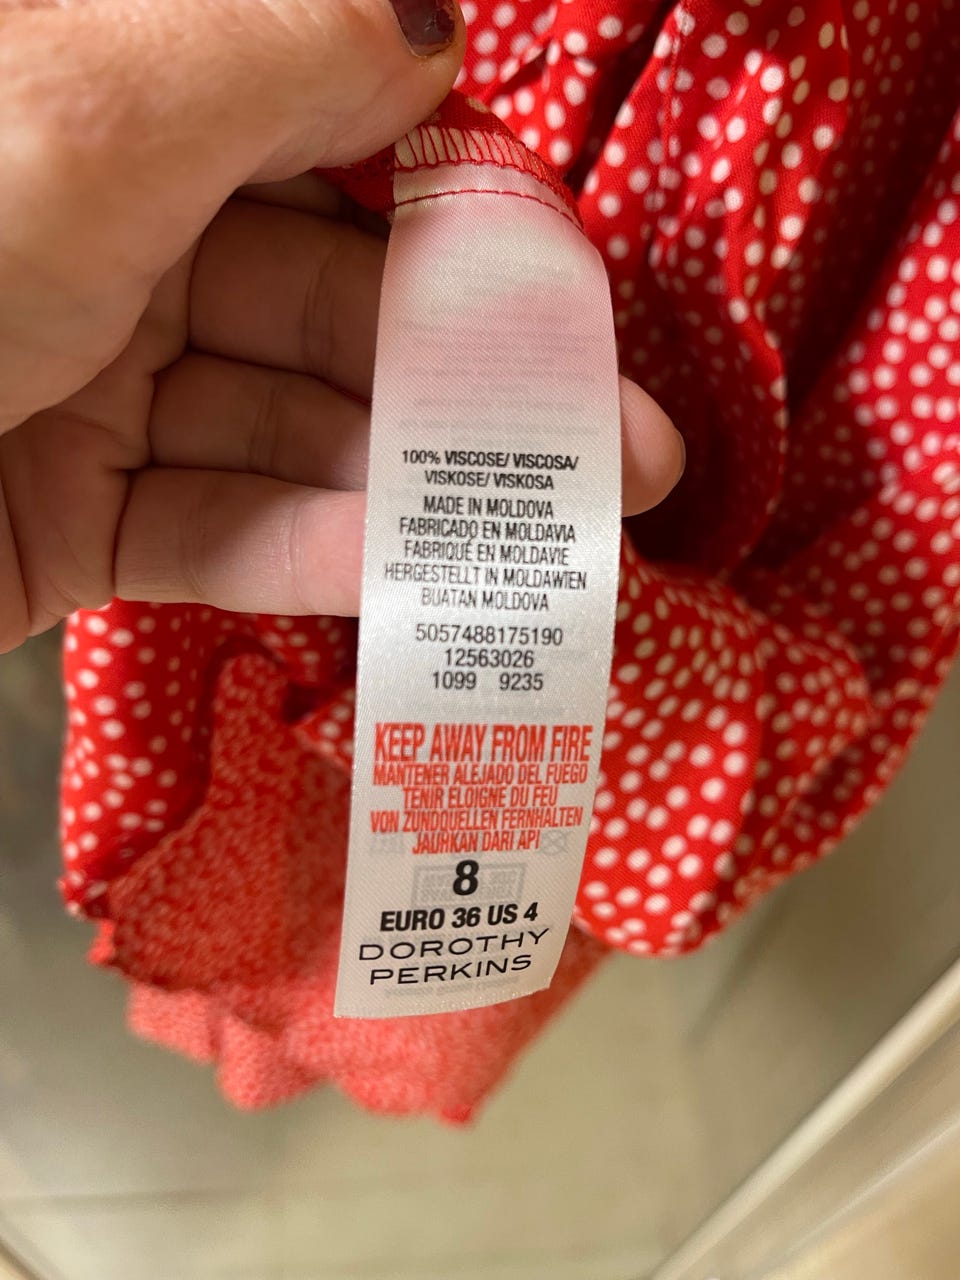 100% VISCOSE/ VISCOSA/
VISKOSE/ VISKOSA
MADE IN MOLDOVA
FABRICADO EN MOLDAVIA
FABRIQUÉ EN MOLDAVIE
HERGESTELLT IN MOLDAWIEN
BUATAN MOLDOVA
5057488175190
12563026
1099 9235
KEEP AWAY FROM FIRE
MANTENER ALEJADO DEL FUEGO
TENIR ELOIGNE DU FEU
VON ZUNDQUELLEN FERNHALTEN
JAUHKAN DARI API
8
EURO 36 US 4
DOROTHY
PERKINS